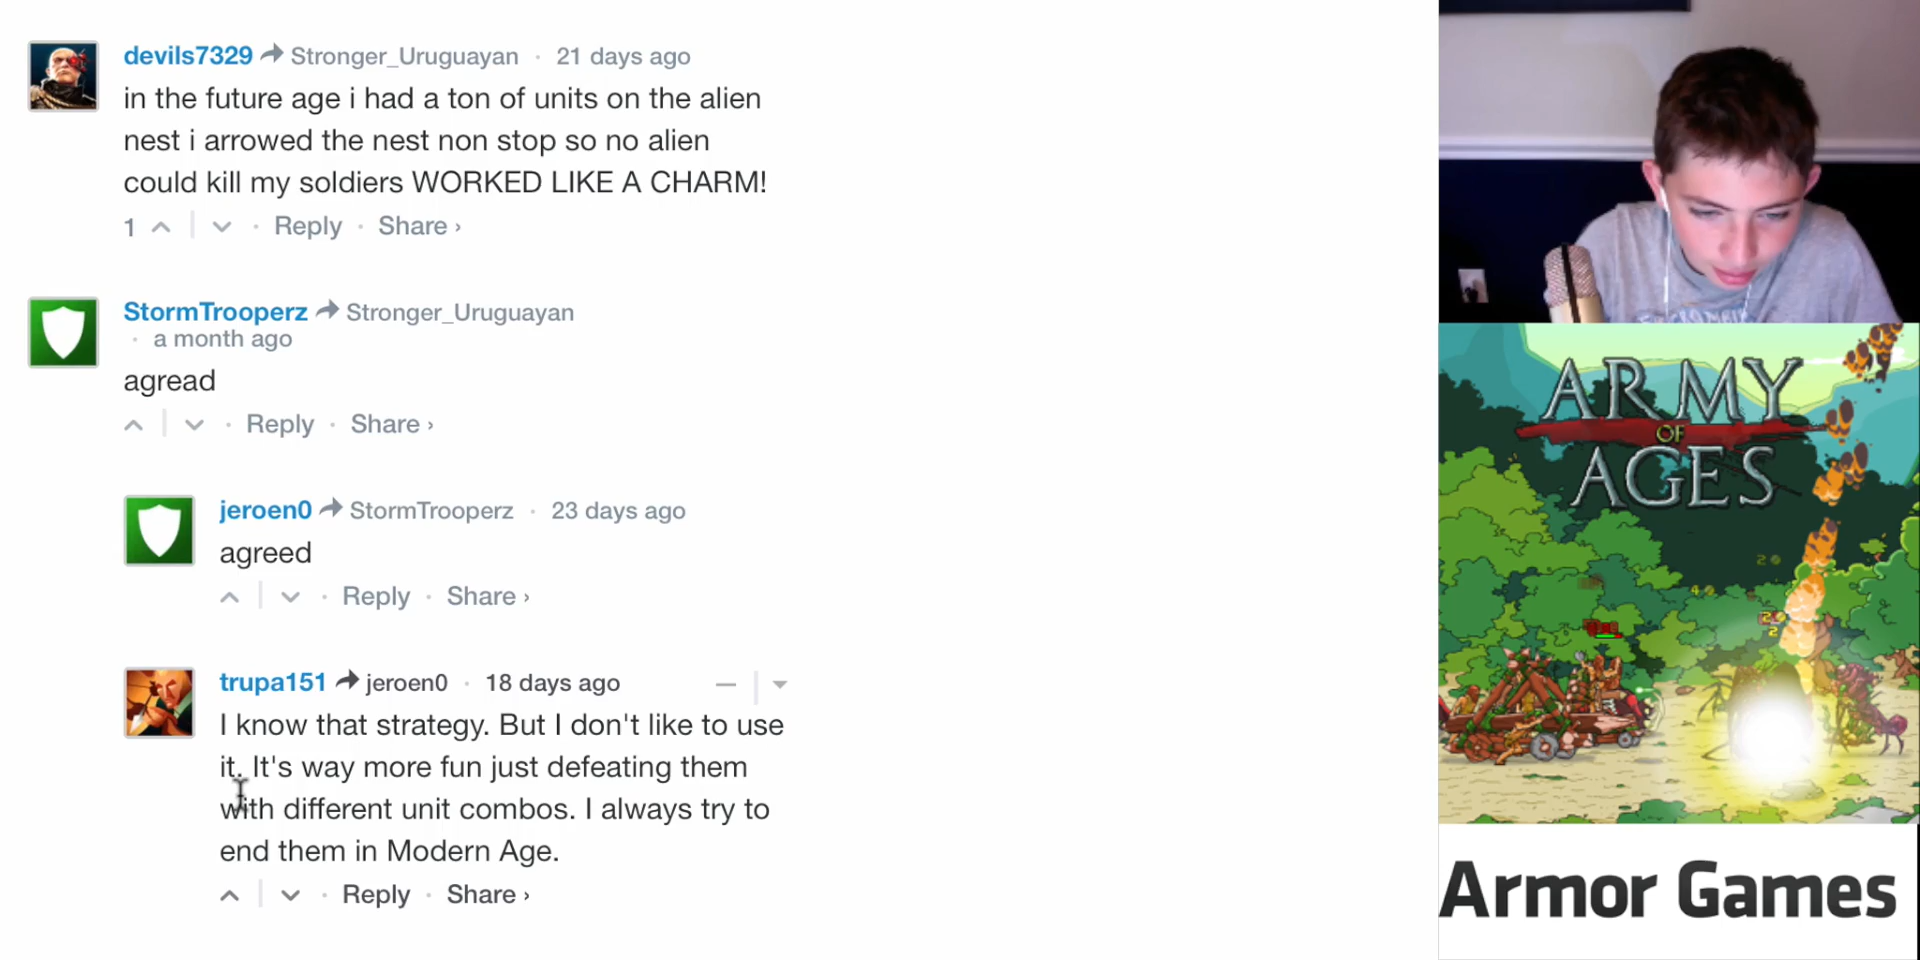 devils7329 Stronger_Uruguayan · 21 days ago
in the future age i had a ton of units on the alien
nest i arrowed the nest non stop so no alien
could kill my soldiers WORKED LIKE A CHARM!
1 · Reply · Share ›
StormTrooperz Stronger_Uruguayan
· a month ago
agread
· Reply · Share ›
jeroen0 StormTrooperz · 23 days ago
agreed
· Reply · Share ›
trupa151 jeroen0 · 18 days ago
I know that strategy. But I don't like to use
it. It's way more fun just defeating them
with different unit combos. I always try to
end them in Modern Age.
· Reply · Share ›
ARMY
OF
AGES
Armor Games